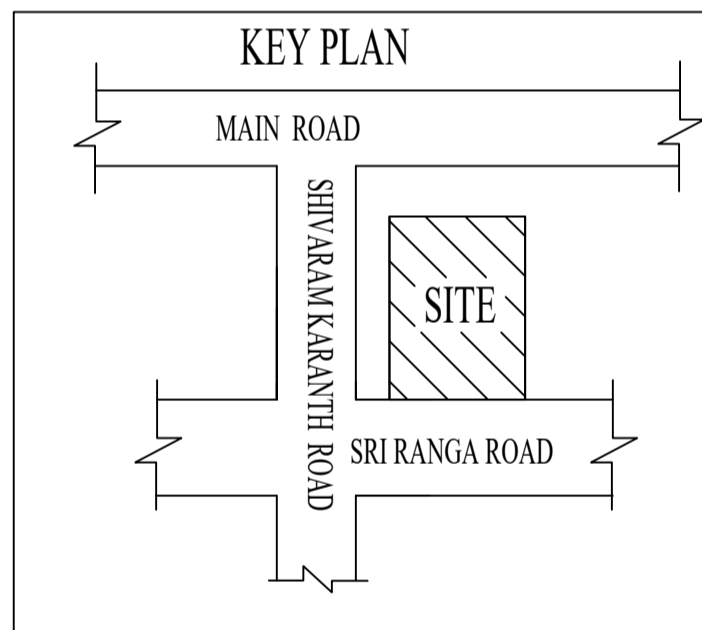 KEY PLAN
MAIN ROAD
SHIVARAM KARANTH ROAD
SITE
SRI RANGA ROAD